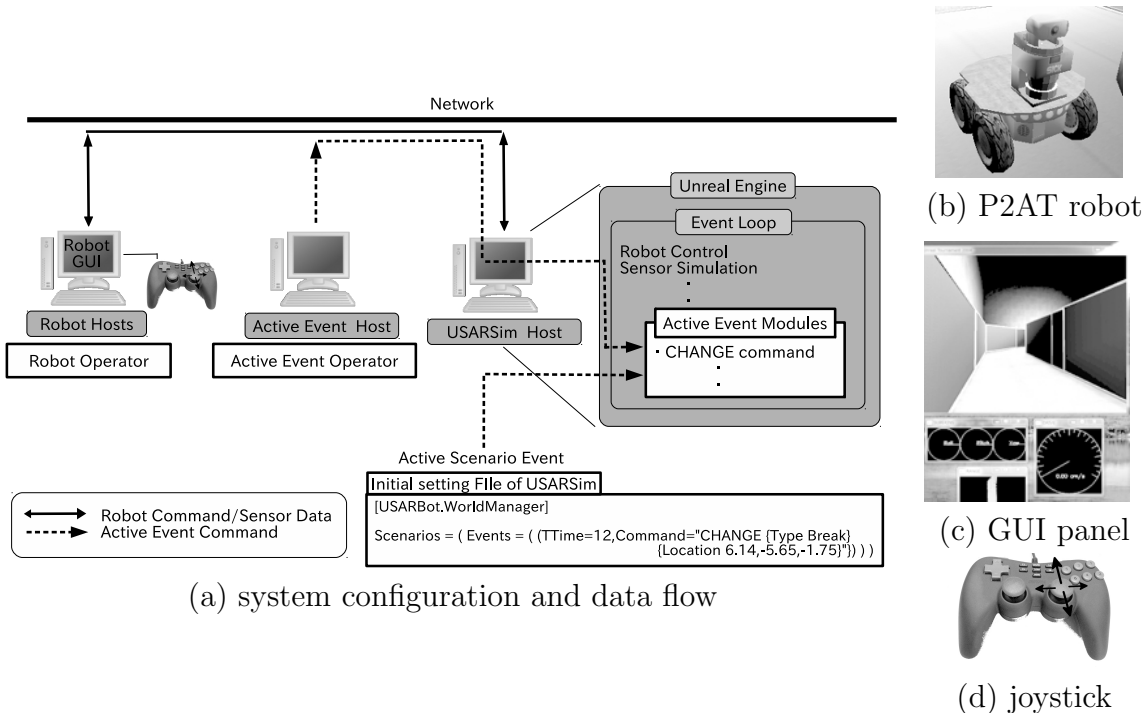 Network
Unreal Engine
Event Loop
Robot Control
Sensor Simulation
Active Event Modules
· CHANGE command
Robot
GUI
Robot Hosts
Robot Operator
Active Event Host
Active Event Operator
USARSim Host
Active Scenario Event
Initial setting FIle of USARSim
[USARBot.WorldManager]
Scenarios = ( Events = ( (TTime=12,Command="CHANGE {Type Break}
{Location 6.14,-5.65,-1.75}"}) ) )
Robot Command/Sensor Data
Active Event Command
(a) system configuration and data flow
(b) P2AT robot
0.00 cm/s
(c) GUI panel
(d) joystick